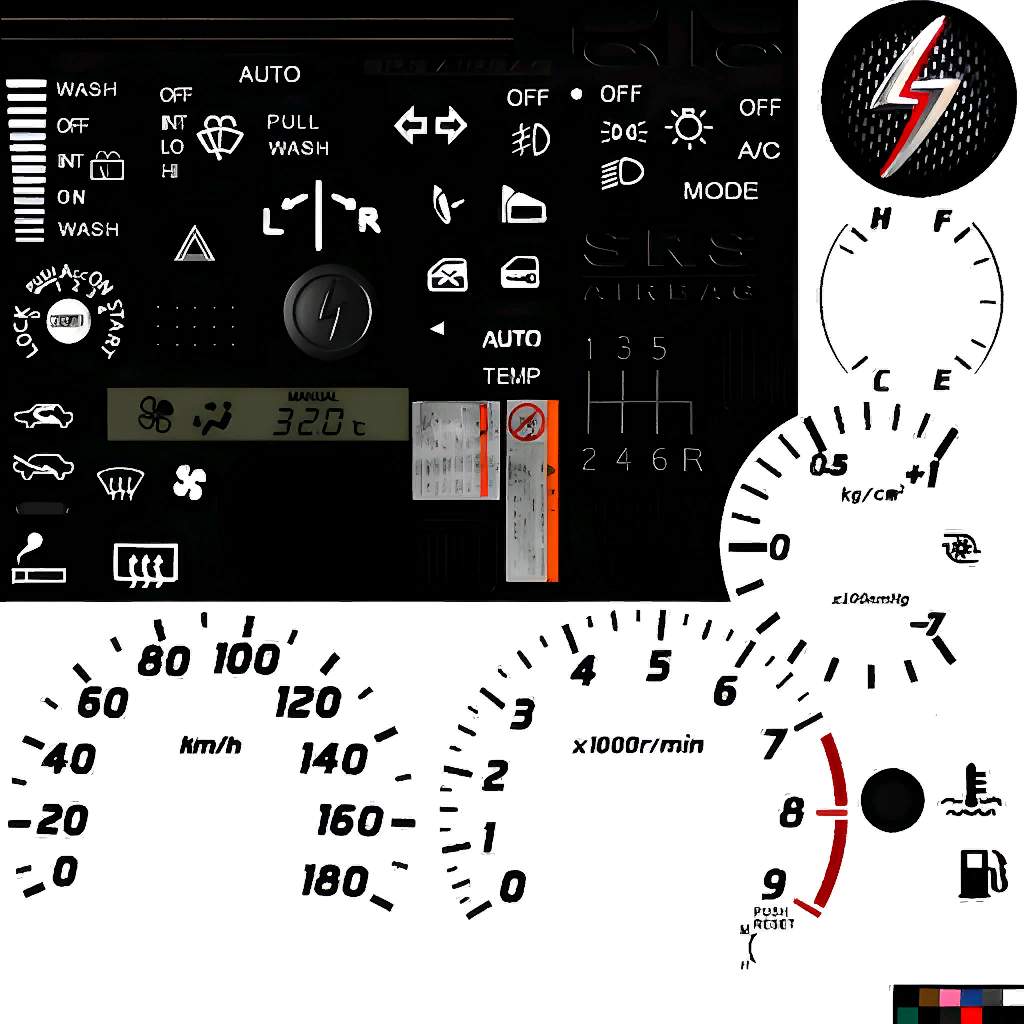 AUTO
WASH
OFF
INT
ON
WASH
OFF
INT
LO
HI
PULL
WASH
OFF
OFF
OFF
A/C
MODE
L
R
SRS
AIRBAG
LOCK
PUSH
ACC
ON
START
AUTO
TEMP
1 3 5
2 4 6 R
MANUAL
32.0 c
H F
C E
0.5
+1
kg/cm²
0
x100mmHg
-7
0
20
40
60
80
100
120
140
160
180
km/h
0
1
2
3
4
5
6
7
8
9
x1000r/min
PUSH
RESET
M
H